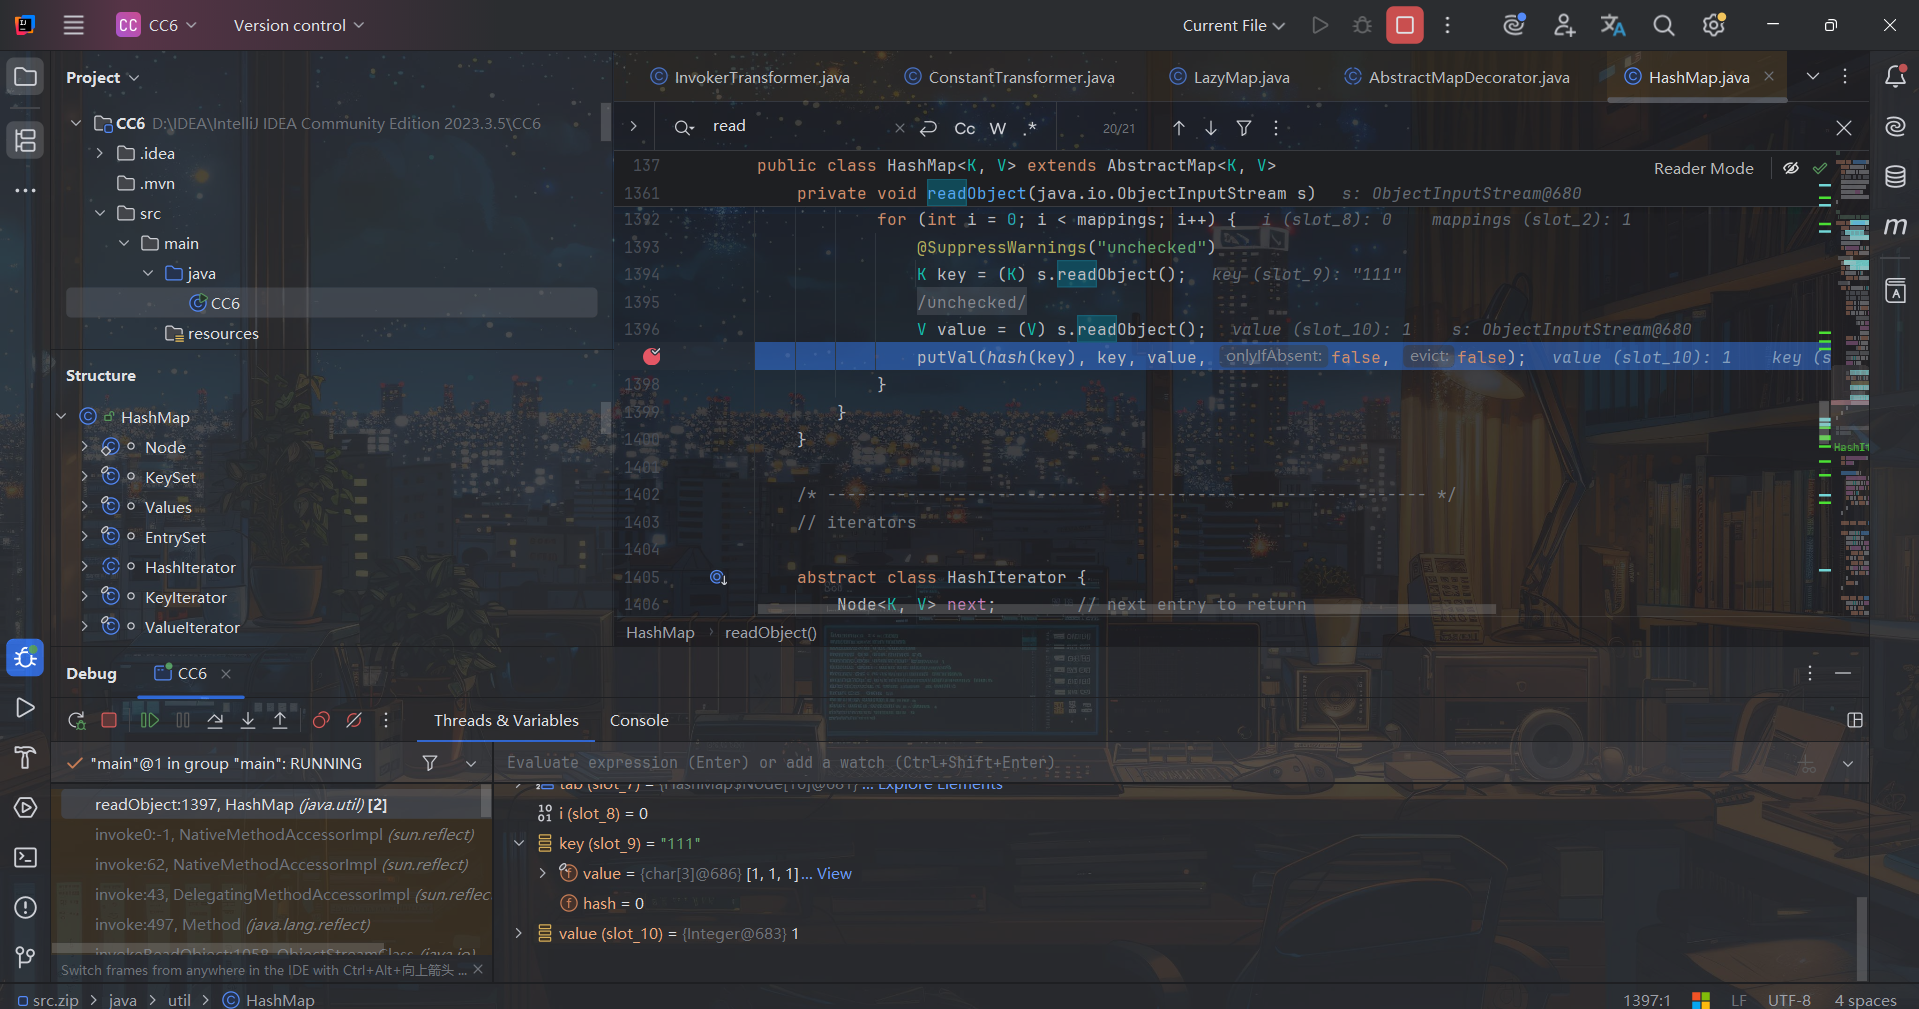 CC CC6 Version control Current File
Project
CC6 D:\IDEA\IntelliJ IDEA Community Edition 2023.3.5\CC6
.idea
.mvn
src
main
java
CC6
resources
Structure
HashMap
Node
KeySet
Values
EntrySet
HashIterator
KeyIterator
ValueIterator
InvokerTransformer.java ConstantTransformer.java LazyMap.java AbstractMapDecorator.java HashMap.java
read Cc W .* 20/21
Reader Mode
137 public class HashMap<K, V> extends AbstractMap<K, V>
1361 private void readObject(java.io.ObjectInputStream s) s: ObjectInputStream@680
1392 for (int i = 0; i < mappings; i++) { i (slot_8): 0 mappings (slot_2): 1
1393 @SuppressWarnings("unchecked")
1394 K key = (K) s.readObject(); key (slot_9): "111"
1395 /unchecked/
1396 V value = (V) s.readObject(); value (slot_10): 1 s: ObjectInputStream@680
putVal(hash(key), key, value, onlyIfAbsent: false, evict: false); value (slot_10): 1 key (s
1398 }
1399 }
1400 }
1401
1402 /* ------------------------------------------------------------ */
1403 // iterators
1404
1405 abstract class HashIterator {
1406 Node<K, V> next; // next entry to return
HashMap readObject()
Debug CC6
Threads & Variables Console
"main"@1 in group "main": RUNNING
readObject:1397, HashMap (java.util) [2]
invoke0:-1, NativeMethodAccessorImpl (sun.reflect)
invoke:62, NativeMethodAccessorImpl (sun.reflect)
invoke:43, DelegatingMethodAccessorImpl (sun.reflec
invoke:497, Method (java.lang.reflect)
invokeReadObject:1058, ObjectStreamClass (java.io)
Switch frames from anywhere in the IDE with Ctrl+Alt+向上箭头 ...
Evaluate expression (Enter) or add a watch (Ctrl+Shift+Enter)
tab (slot_7) = {HashMap$Node[16]@681} ... Explore Elements
i (slot_8) = 0
key (slot_9) = "111"
value = {char[3]@686} [1, 1, 1] ... View
hash = 0
value (slot_10) = {Integer@683} 1
src.zip java util HashMap
1397:1 LF UTF-8 4 spaces